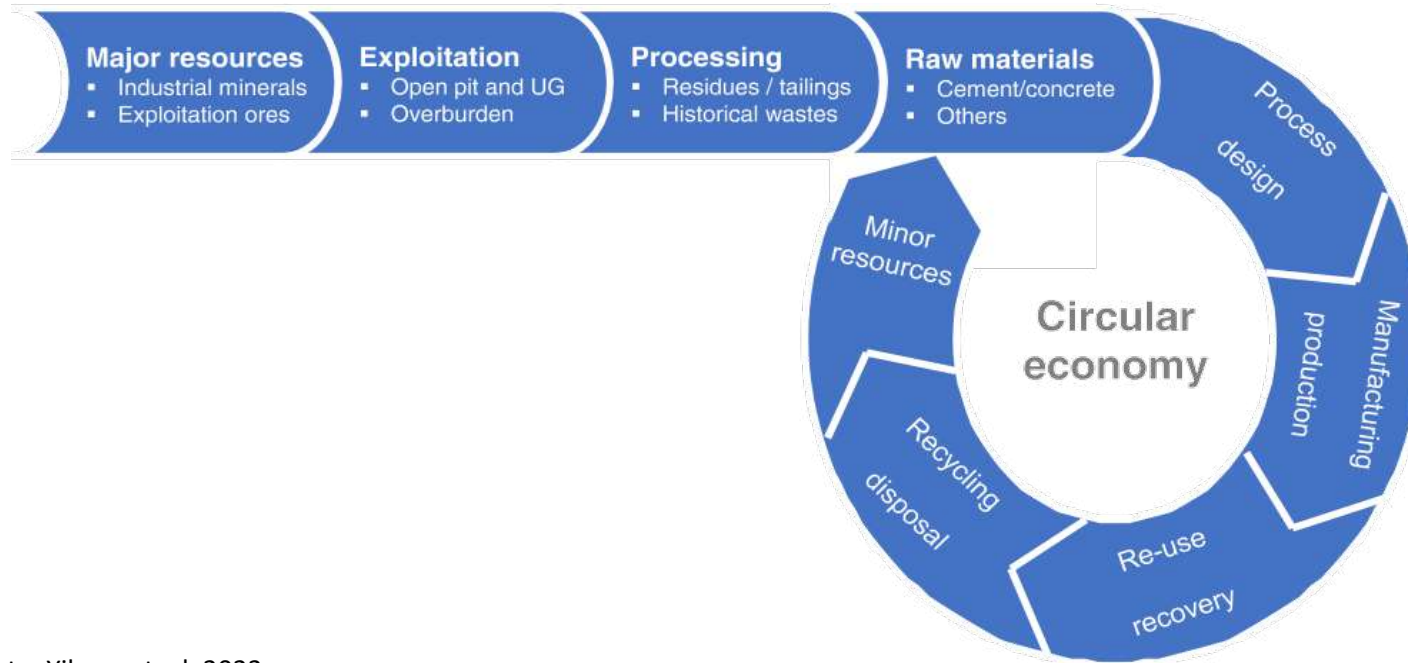 Major resources
▪ Industrial minerals
▪ Exploitation ores
Exploitation
▪ Open pit and UG
▪ Overburden
Processing
▪ Residues / tailings
▪ Historical wastes
Raw materials
▪ Cement/concrete
▪ Others
Process
design
Manufacturing
production
Re-use
recovery
Recycling
disposal
Minor
resources
Circular
economy